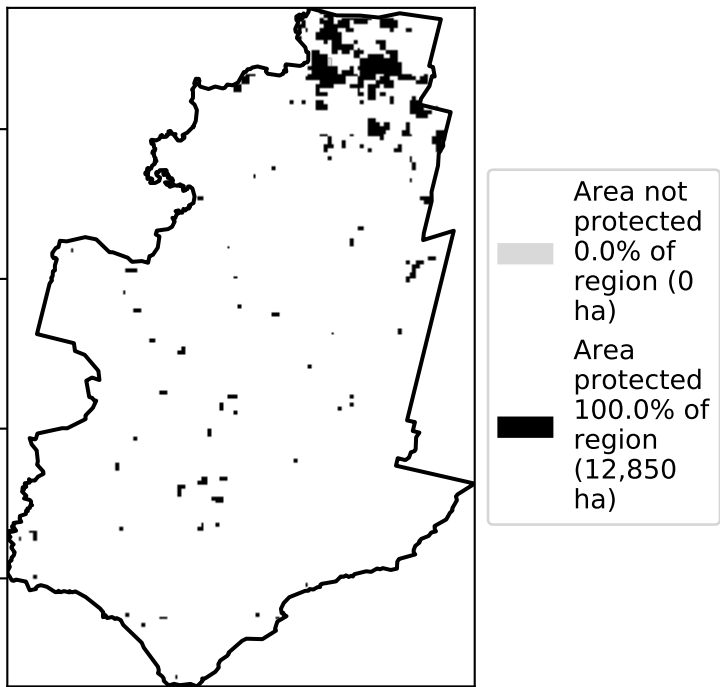 Area not
protected
0.0% of
region (0
ha)
Area
protected
100.0% of
region
(12,850
ha)